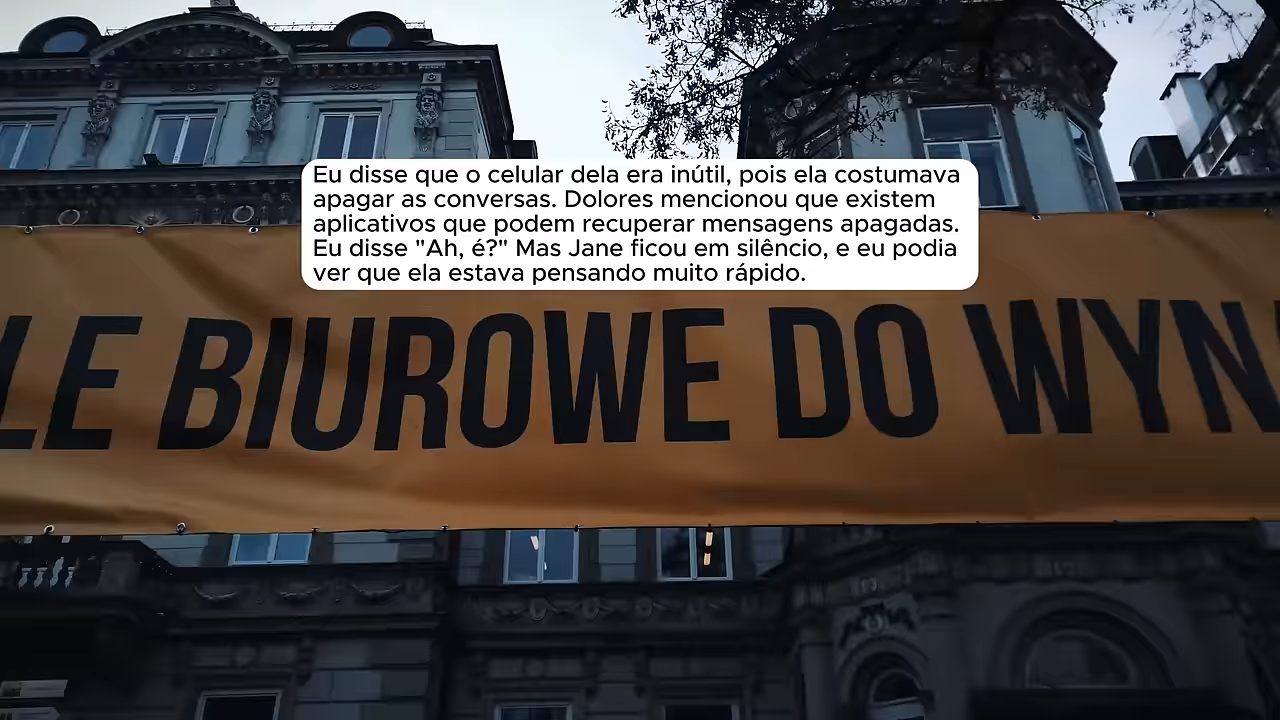 Eu disse que o celular dela era inútil, pois ela costumava
apagar as conversas. Dolores mencionou que existem
aplicativos que podem recuperar mensagens apagadas.
Eu disse "Ah, é?" Mas Jane ficou em silêncio, e eu podia
ver que ela estava pensando muito rápido.
LE BIUROWE DO WYN